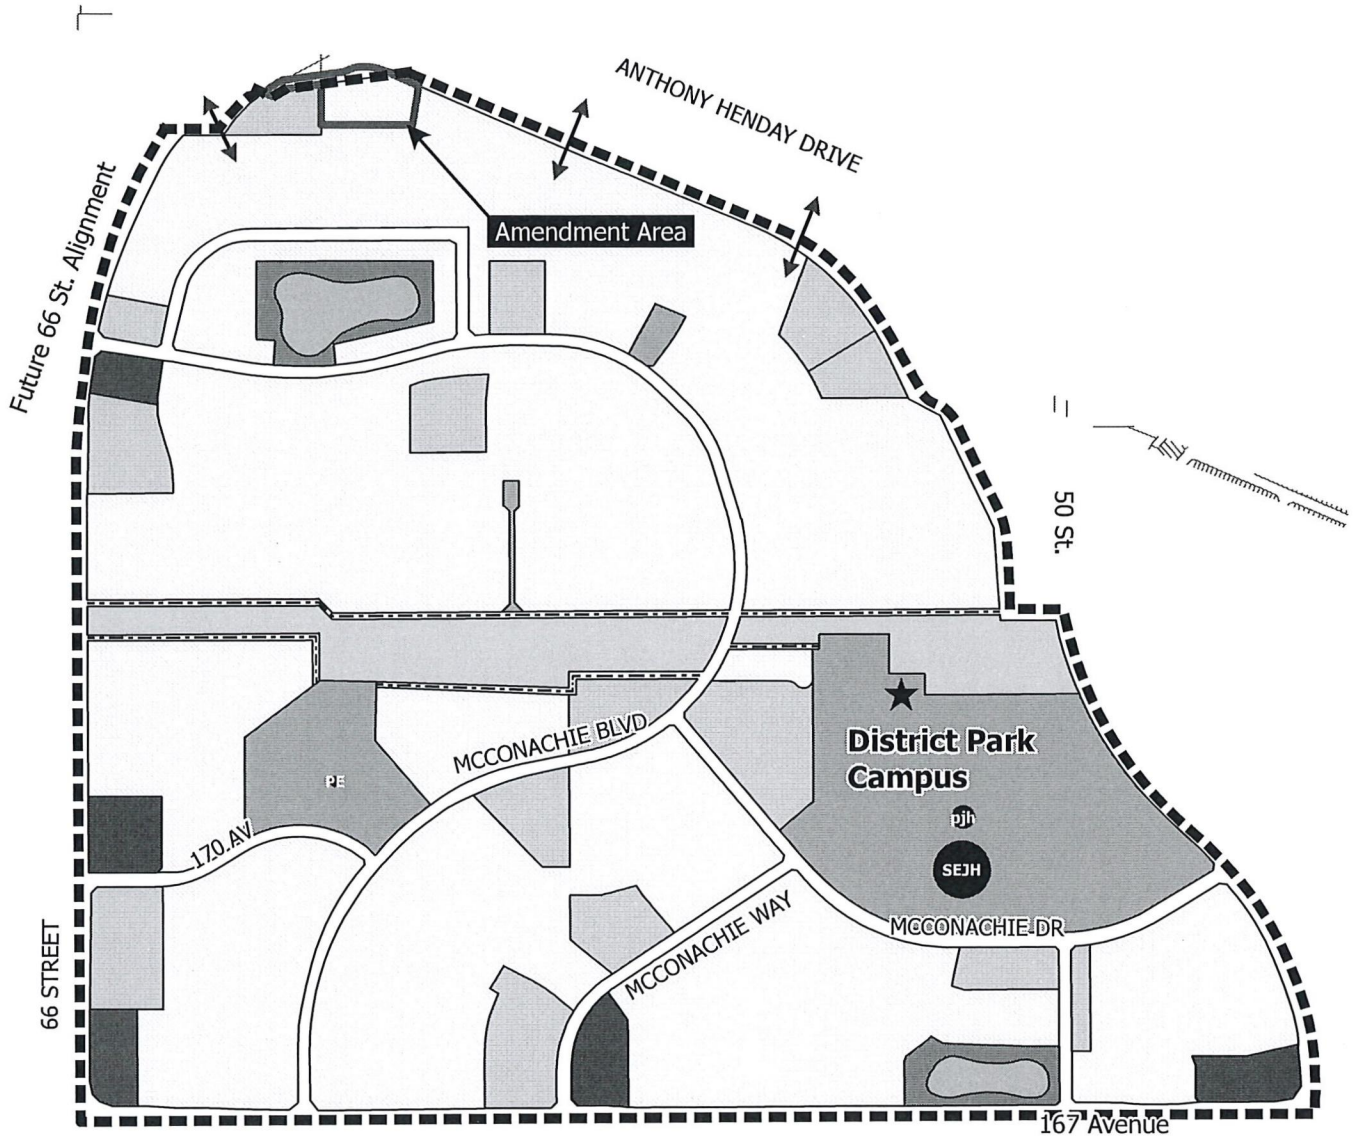 ANTHONY HENDAY DRIVE
Future 66 St. Alignment
Amendment Area
50 St.
MCCONACHIE BLVD
District Park
Campus
PE
pjh
170 AV
SEJH
MCCONACHIE WAY
MCCONACHIE DR
66 STREET
167 Avenue